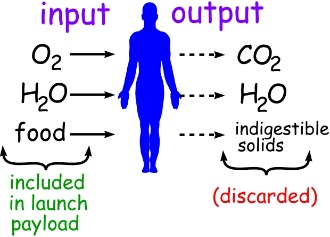 input output
O₂ CO₂
H₂O H₂O
food indigestible
solids
included
in launch
payload
(discarded)